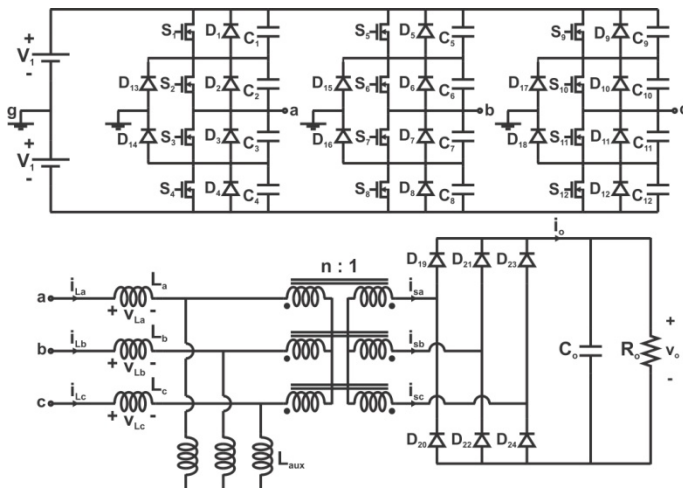 S1 D1 C1 S5 D5 C5 S9 D9 C9
+
V1
-
D13 S2 D2 C2 D15 S6 D6 C6 D17 S10 D10 C10
g a b c
+
V1
-
D14 S3 D3 C3 D16 S7 D7 C7 D18 S11 D11 C11
S4 D4 C4 S8 D8 C8 S12 D12 C12
io
n : 1
D19 D21 D23
a iLa La isa
+ vLa -
b iLb Lb isb
+ vLb -
Co Ro
+
vo
-
c iLc Lc isc
+ vLc -
D20 D22 D24
Laux